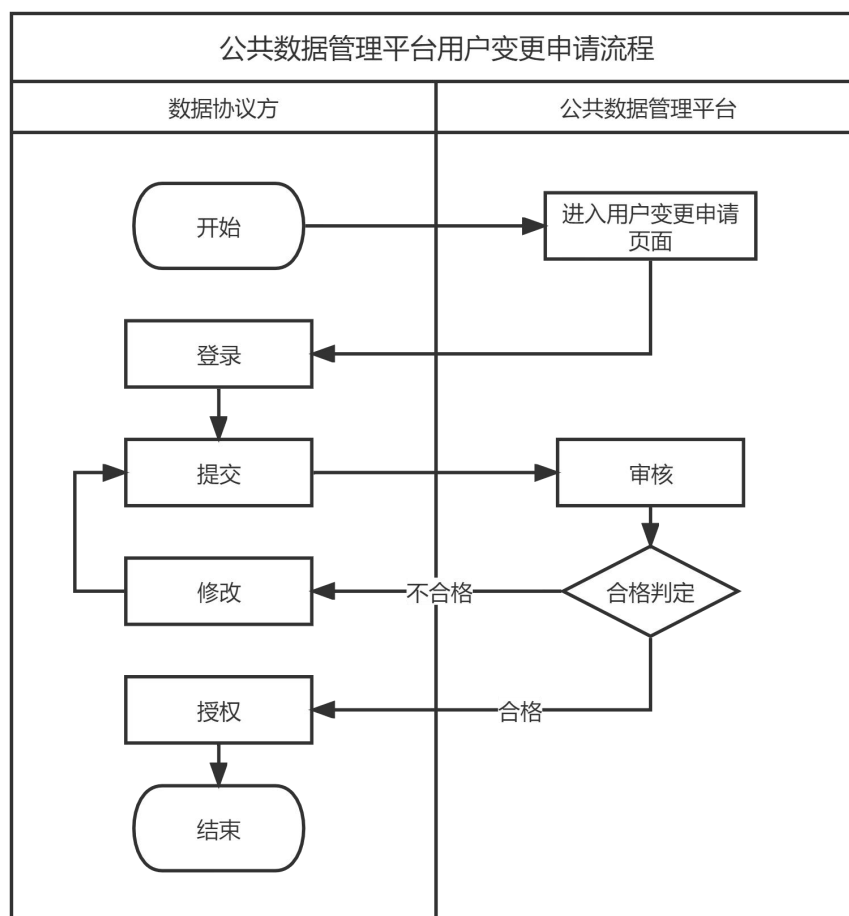 公共数据管理平台用户变更申请流程
数据协议方
公共数据管理平台
开始
进入用户变更申请
页面
登录
提交
审核
修改
不合格
合格判定
授权
合格
结束